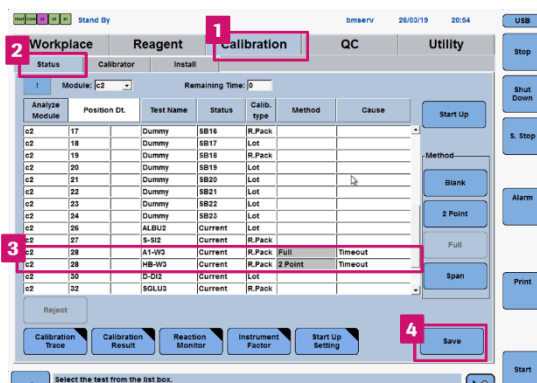 Stand By bmserv 26/03/19 20:54
USB
1
Workplace Reagent Calibration QC Utility
2
Status Calibrator Install
Stop
! Module: c2 Remaining Time: 0
Shut Down
Analyze Module Position Dt. Test Name Status Calib. type Method Cause
Start Up
S. Stop
c2 17 Dummy SB16 R.Pack
c2 18 Dummy SB17 Lot
Method
c2 19 Dummy SB18 R.Pack
c2 20 Dummy SB19 Lot
c2 21 Dummy SB20 Lot
Blank
c2 22 Dummy SB21 Lot
c2 23 Dummy SB22 Lot
Alarm
c2 24 Dummy SB23 Lot
2 Point
c2 26 ALBU2 Current Lot
c2 27 S-SI2 Current R.Pack
Full
3
c2 28 A1-W3 Current R.Pack Full Timeout
c2 28 HB-W3 Current R.Pack 2 Point Timeout
c2 30 D-DI2 Current Lot
Span
c2 32 SGLU3 Current R.Pack
Print
Reject
4
Calibration Trace
Calibration Result
Reaction Monitor
Instrument Factor
Start Up Setting
Save
Start
Select the test from the list box.